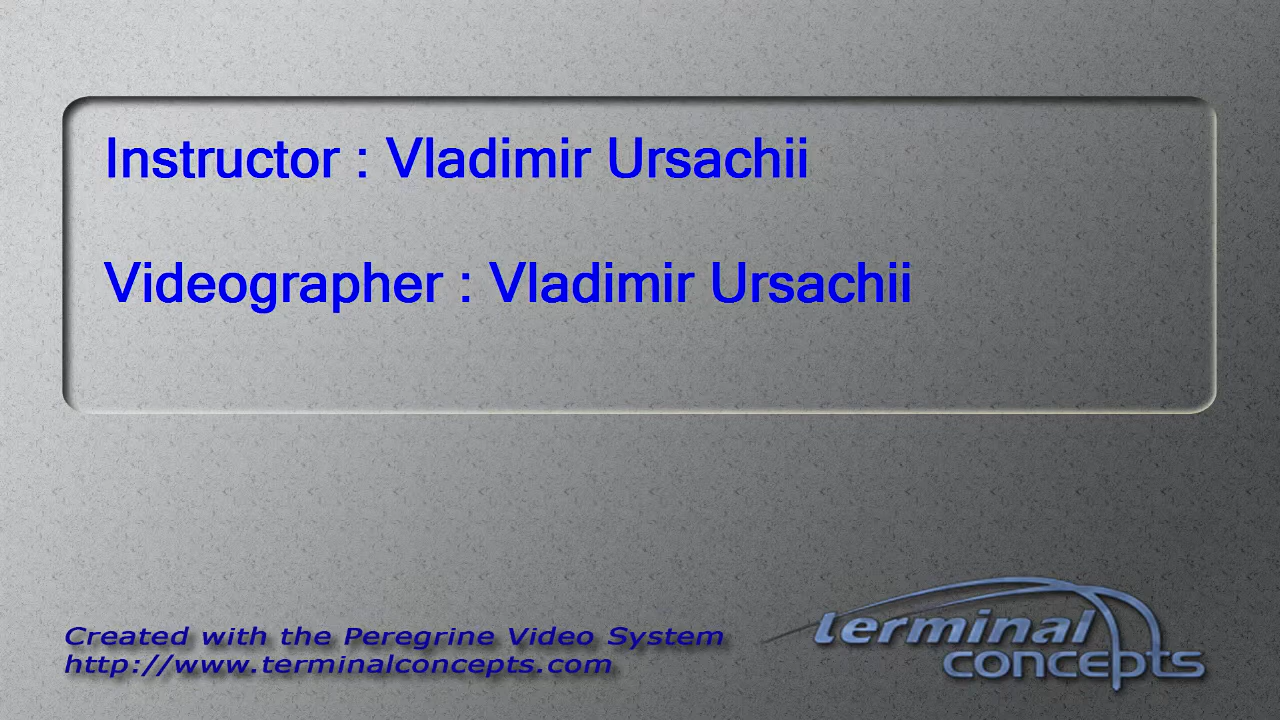 Instructor : Vladimir Ursachii
Videographer : Vladimir Ursachii
Created with the Peregrine Video System
http://www.terminalconcepts.com
terminal
concepts